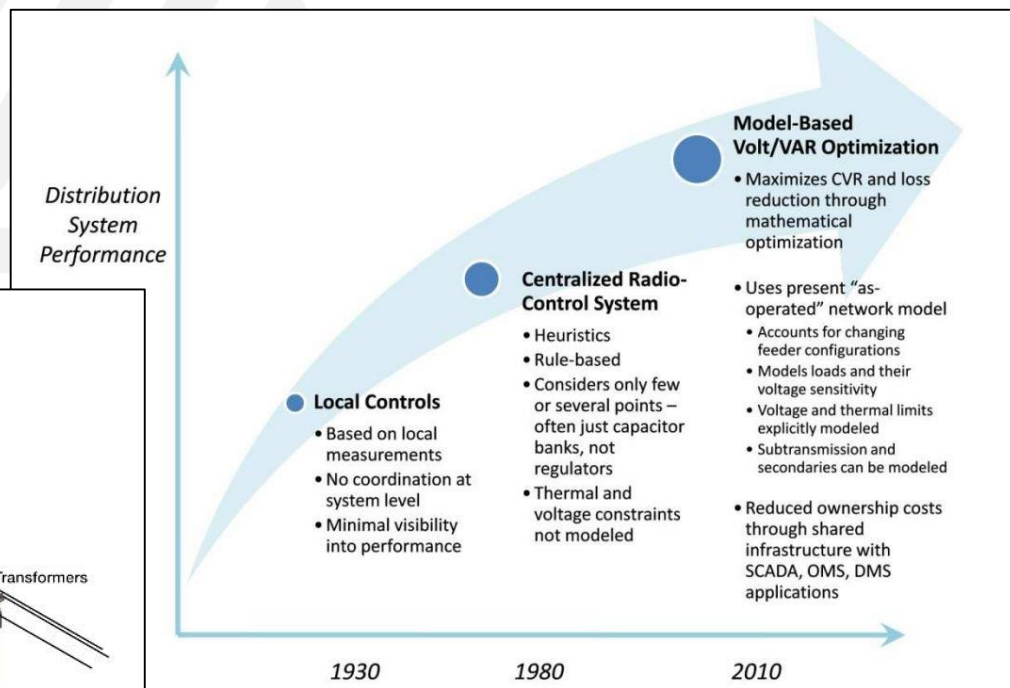 Distribution
System
Performance
Model-Based
Volt/VAR Optimization
• Maximizes CVR and loss
reduction through
mathematical
optimization
• Uses present “as-
operated” network model
• Accounts for changing
feeder configurations
• Models loads and their
voltage sensitivity
• Voltage and thermal limits
explicitly modeled
• Subtransmission and
secondaries can be modeled
• Reduced ownership costs
through shared
infrastructure with
SCADA, OMS, DMS
applications
Centralized Radio-
Control System
• Heuristics
• Rule-based
• Considers only few
or several points –
often just capacitor
banks, not
regulators
• Thermal and
voltage constraints
not modeled
Local Controls
• Based on local
measurements
• No coordination at
system level
• Minimal visibility
into performance
Transformers
1930
1980
2010